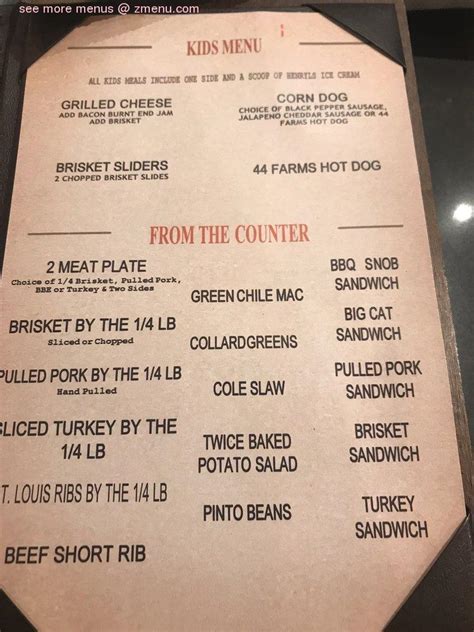 see more menus @ zmenu.com
KIDS MENU
ALL KIDS MEALS INCLUDE ONE SIDE AND A SCOOP OF HENRYLS ICE CREAM
GRILLED CHEESE
ADD BACON BURNT END JAM
ADD BRISKET
CORN DOG
CHOICE OF BLACK PEPPER SAUSAGE,
JALAPENO CHEDDAR SAUSAGE OR 44
FARMS HOT DOG
BRISKET SLIDERS
2 CHOPPED BRISKET SLIDES
44 FARMS HOT DOG
FROM THE COUNTER
2 MEAT PLATE
Choice of 1/4 Brisket, Pulled Pork,
BBE or Turkey & Two Sides
BRISKET BY THE 1/4 LB
Sliced or Chopped
PULLED PORK BY THE 1/4 LB
Hand Pulled
SLICED TURKEY BY THE
1/4 LB
T. LOUIS RIBS BY THE 1/4 LB
BEEF SHORT RIB
GREEN CHILE MAC
COLLARD GREENS
COLE SLAW
TWICE BAKED
POTATO SALAD
PINTO BEANS
BBQ SNOB
SANDWICH
BIG CAT
SANDWICH
PULLED PORK
SANDWICH
BRISKET
SANDWICH
TURKEY
SANDWICH